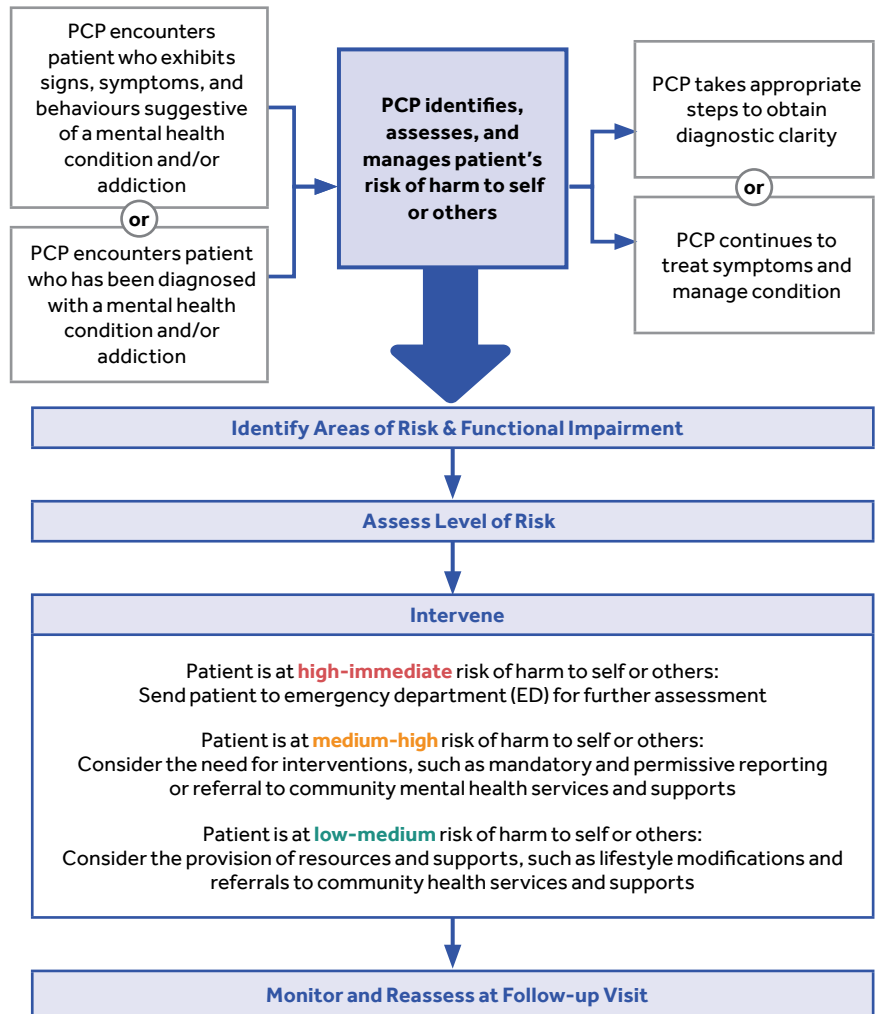 PCP encounters
patient who exhibits
signs, symptoms, and
behaviours suggestive
of a mental health
condition and/or
addiction
or
PCP encounters patient
who has been diagnosed
with a mental health
condition and/or
addiction
PCP identifies,
assesses, and
manages patient's
risk of harm to self
or others
PCP takes appropriate
steps to obtain
diagnostic clarity
or
PCP continues to
treat symptoms and
manage condition
Identify Areas of Risk & Functional Impairment
Assess Level of Risk
Intervene
Patient is at high-immediate risk of harm to self or others:
Send patient to emergency department (ED) for further assessment
Patient is at medium-high risk of harm to self or others:
Consider the need for interventions, such as mandatory and permissive reporting
or referral to community mental health services and supports
Patient is at low-medium risk of harm to self or others:
Consider the provision of resources and supports, such as lifestyle modifications and
referrals to community health services and supports
Monitor and Reassess at Follow-up Visit